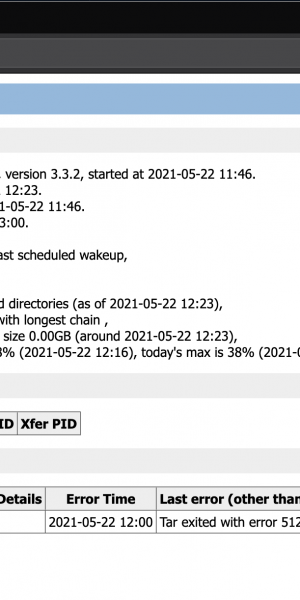 , version 3.3.2, started at 2021-05-22 11:46.
12:23.
1-05-22 11:46.
3:00.
ast scheduled wakeup,
d directories (as of 2021-05-22 12:23),
with longest chain ,
size 0.00GB (around 2021-05-22 12:23),
8% (2021-05-22 12:16), today's max is 38% (2021-0
ID Xfer PID
Details Error Time Last error (other than
2021-05-22 12:00 Tar exited with error 512